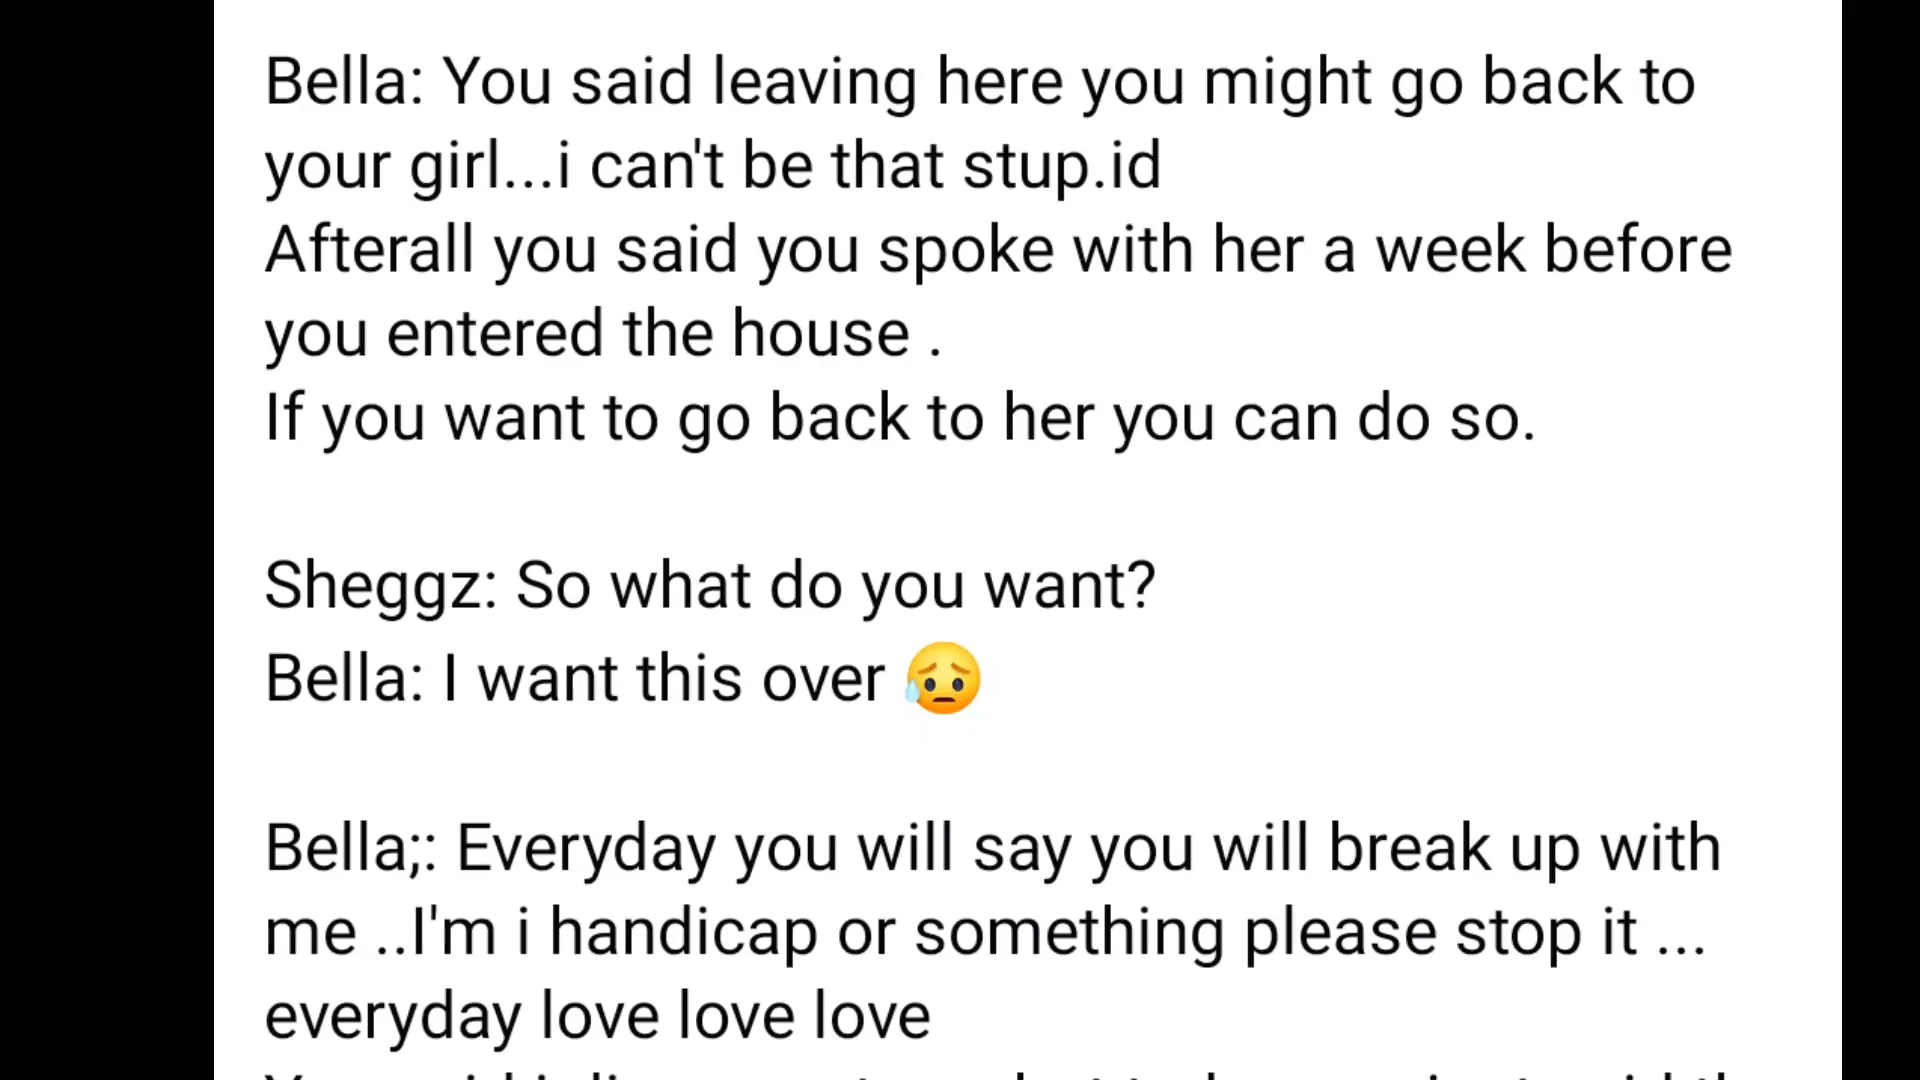 Bella: You said leaving here you might go back to
your girl...i can't be that stup.id
Afterall you said you spoke with her a week before
you entered the house .
If you want to go back to her you can do so.
Sheggz: So what do you want?
Bella: I want this over 😥
Bella;: Everyday you will say you will break up with
me ..I'm i handicap or something please stop it ...
everyday love love love